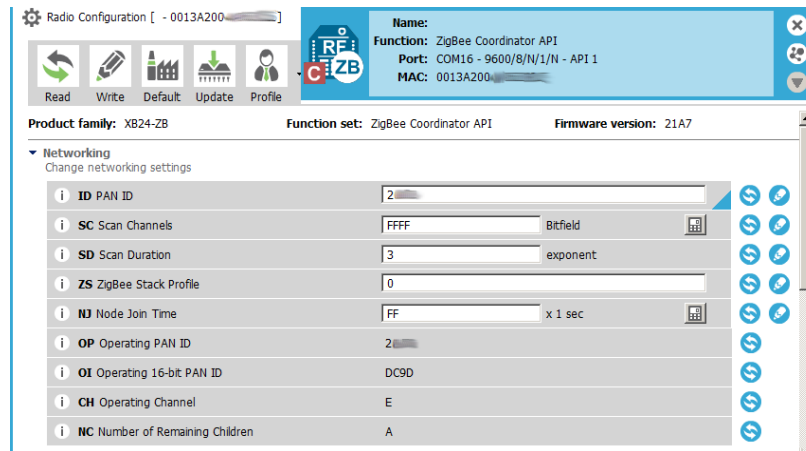 Radio Configuration [ - 0013A200 ]
Name:
Function: ZigBee Coordinator API
Port: COM16 - 9600/8/N/1/N - API 1
MAC: 0013A200
RF
C ZB
Read Write Default Update Profile
Product family: XB24-ZB Function set: ZigBee Coordinator API Firmware version: 21A7
Networking
Change networking settings
i ID PAN ID 2
i SC Scan Channels FFFF Bitfield
i SD Scan Duration 3 exponent
i ZS ZigBee Stack Profile 0
i NJ Node Join Time FF x 1 sec
i OP Operating PAN ID 2
i OI Operating 16-bit PAN ID DC9D
i CH Operating Channel E
i NC Number of Remaining Children A